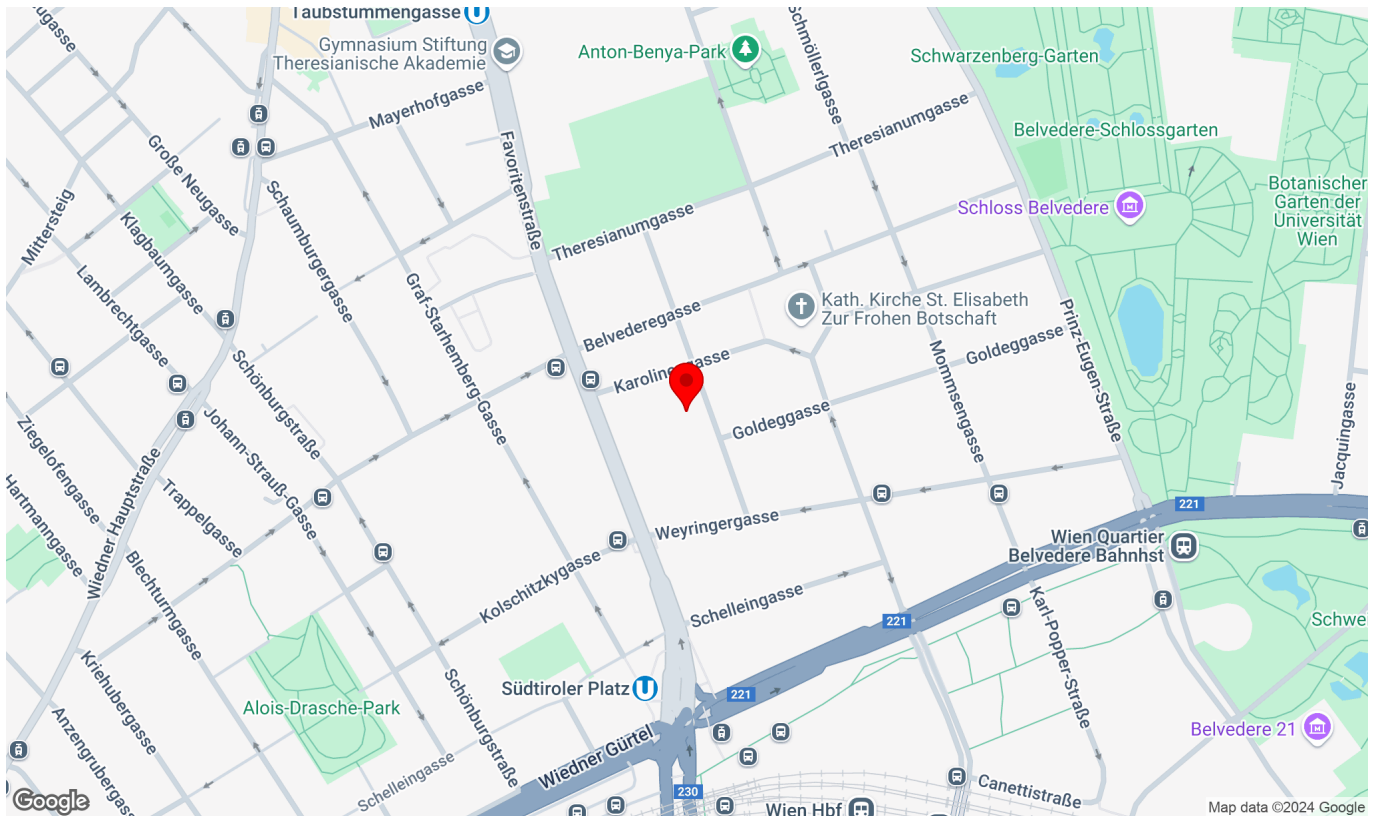 Taubstummengasse
Gymnasium Stiftung
Theresianische Akademie
Anton-Benya-Park
Schmöllerlgasse
Schwarzenberg-Garten
Mayerhofgasse
Theresianumgasse
Belvedere-Schlossgarten
Große Neugasse
Favoritenstraße
Botanischer
Garten der
Universität
Wien
Mittersteig
Schaumburgergasse
Klagbaumgasse
Schloss Belvedere
Theresianumgasse
Lambrechtgasse
Graf-Starhemberg-Gasse
Belvederegasse
Kath. Kirche St. Elisabeth
Zur Frohen Botschaft
Prinz-Eugen-Straße
Goldeggasse
Mommsengasse
Schönburgstraße
Goldeggasse
Jacquingasse
Johann-Strauß-Gasse
Ziegelofengasse
Wiedner Hauptstraße
Hartmanngasse
Trappelgasse
221
Weyringergasse
Wien Quartier
Belvedere Bahnhst
Blechturmgasse
Kolschitzkygasse
Schelleingasse
Karl-Popper-Straße
221
Kriehubergasse
Südtiroler Platz
221
Alois-Drasche-Park
Schönburgstraße
Belvedere 21
Wiedner Gürtel
Schelleingasse
Canettistraße
230
Wien Hbf
Google
Map data ©2024 Google